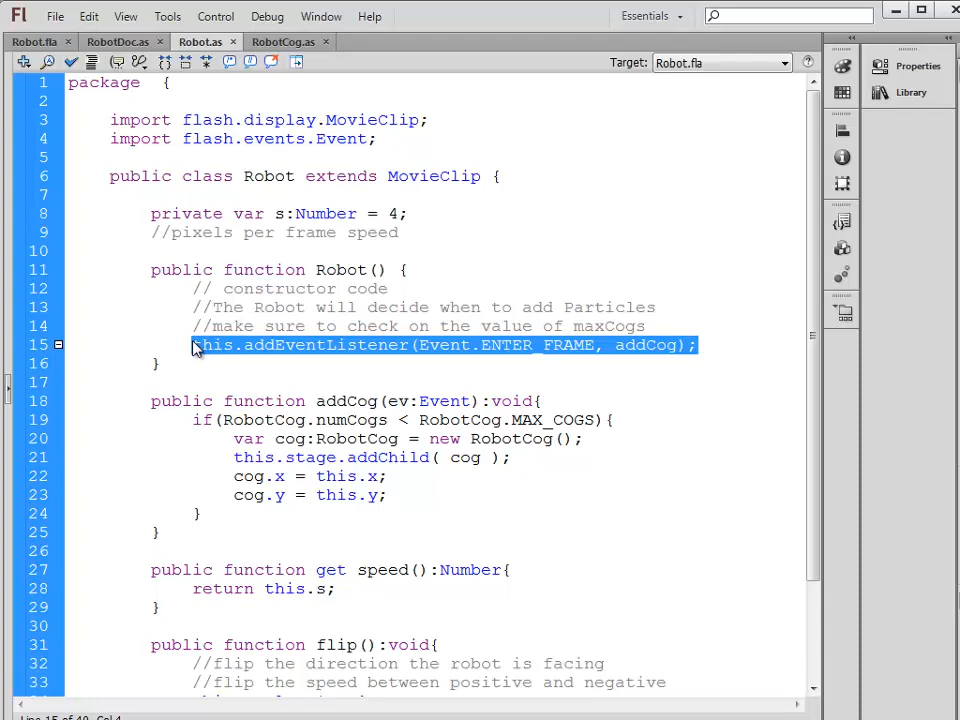 Fl File Edit View Tools Control Debug Window Help Essentials
Robot.fla × RobotDoc.as × Robot.as × RobotCog.as ×
Target: Robot.fla
Properties
Library
1 package {
2
3 import flash.display.MovieClip;
4 import flash.events.Event;
5
6 public class Robot extends MovieClip {
7
8 private var s:Number = 4;
9 //pixels per frame speed
10
11 public function Robot() {
12 // constructor code
13 //The Robot will decide when to add Particles
14 //make sure to check on the value of maxCogs
15 this.addEventListener(Event.ENTER_FRAME, addCog);
16 }
17
18 public function addCog(ev:Event):void{
19 if(RobotCog.numCogs < RobotCog.MAX_COGS){
20 var cog:RobotCog = new RobotCog();
21 this.stage.addChild( cog );
22 cog.x = this.x;
23 cog.y = this.y;
24 }
25 }
26
27 public function get speed():Number{
28 return this.s;
29 }
30
31 public function flip():void{
32 //flip the direction the robot is facing
33 //flip the speed between positive and negative